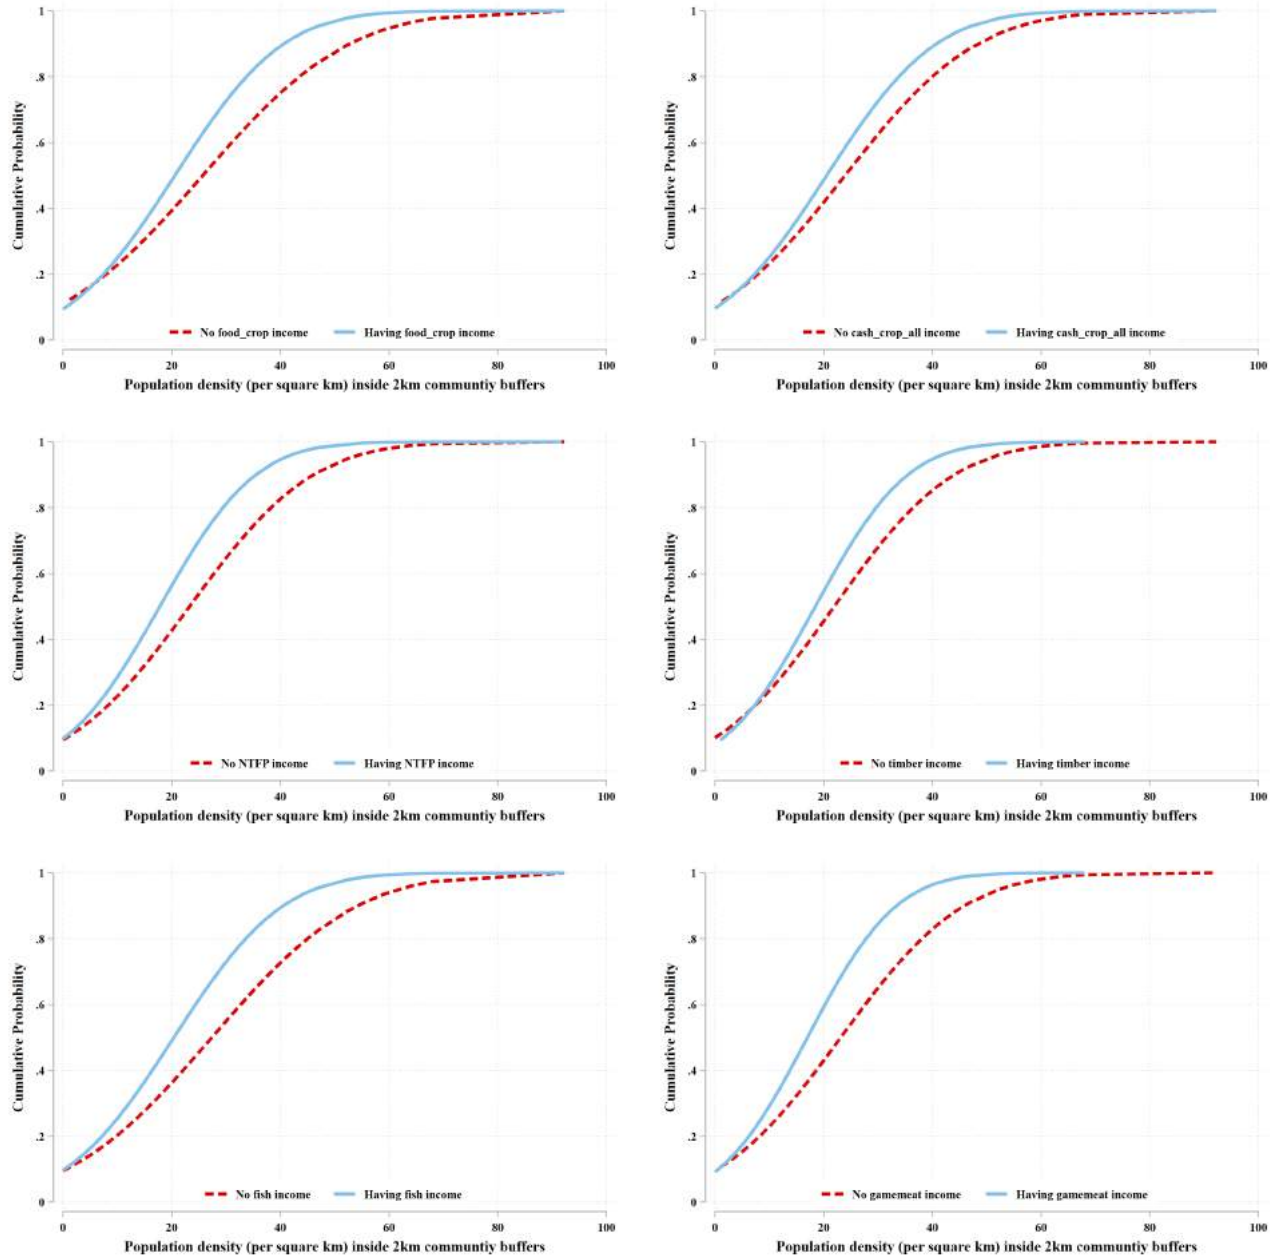 1
.8
.6
.4
.2
0
Cumulative Probability
No food_crop income Having food_crop income
0 20 40 60 80 100
Population density (per square km) inside 2km communtiy buffers
1
.8
.6
.4
.2
0
Cumulative Probability
No cash_crop_all income Having cash_crop_all income
0 20 40 60 80 100
Population density (per square km) inside 2km communtiy buffers
1
.8
.6
.4
.2
0
Cumulative Probability
No NTFP income Having NTFP income
0 20 40 60 80 100
Population density (per square km) inside 2km communtiy buffers
1
.8
.6
.4
.2
0
Cumulative Probability
No timber income Having timber income
0 20 40 60 80 100
Population density (per square km) inside 2km communtiy buffers
1
.8
.6
.4
.2
0
Cumulative Probability
No fish income Having fish income
0 20 40 60 80 100
Population density (per square km) inside 2km communtiy buffers
1
.8
.6
.4
.2
0
Cumulative Probability
No gamemeat income Having gamemeat income
0 20 40 60 80 100
Population density (per square km) inside 2km communtiy buffers